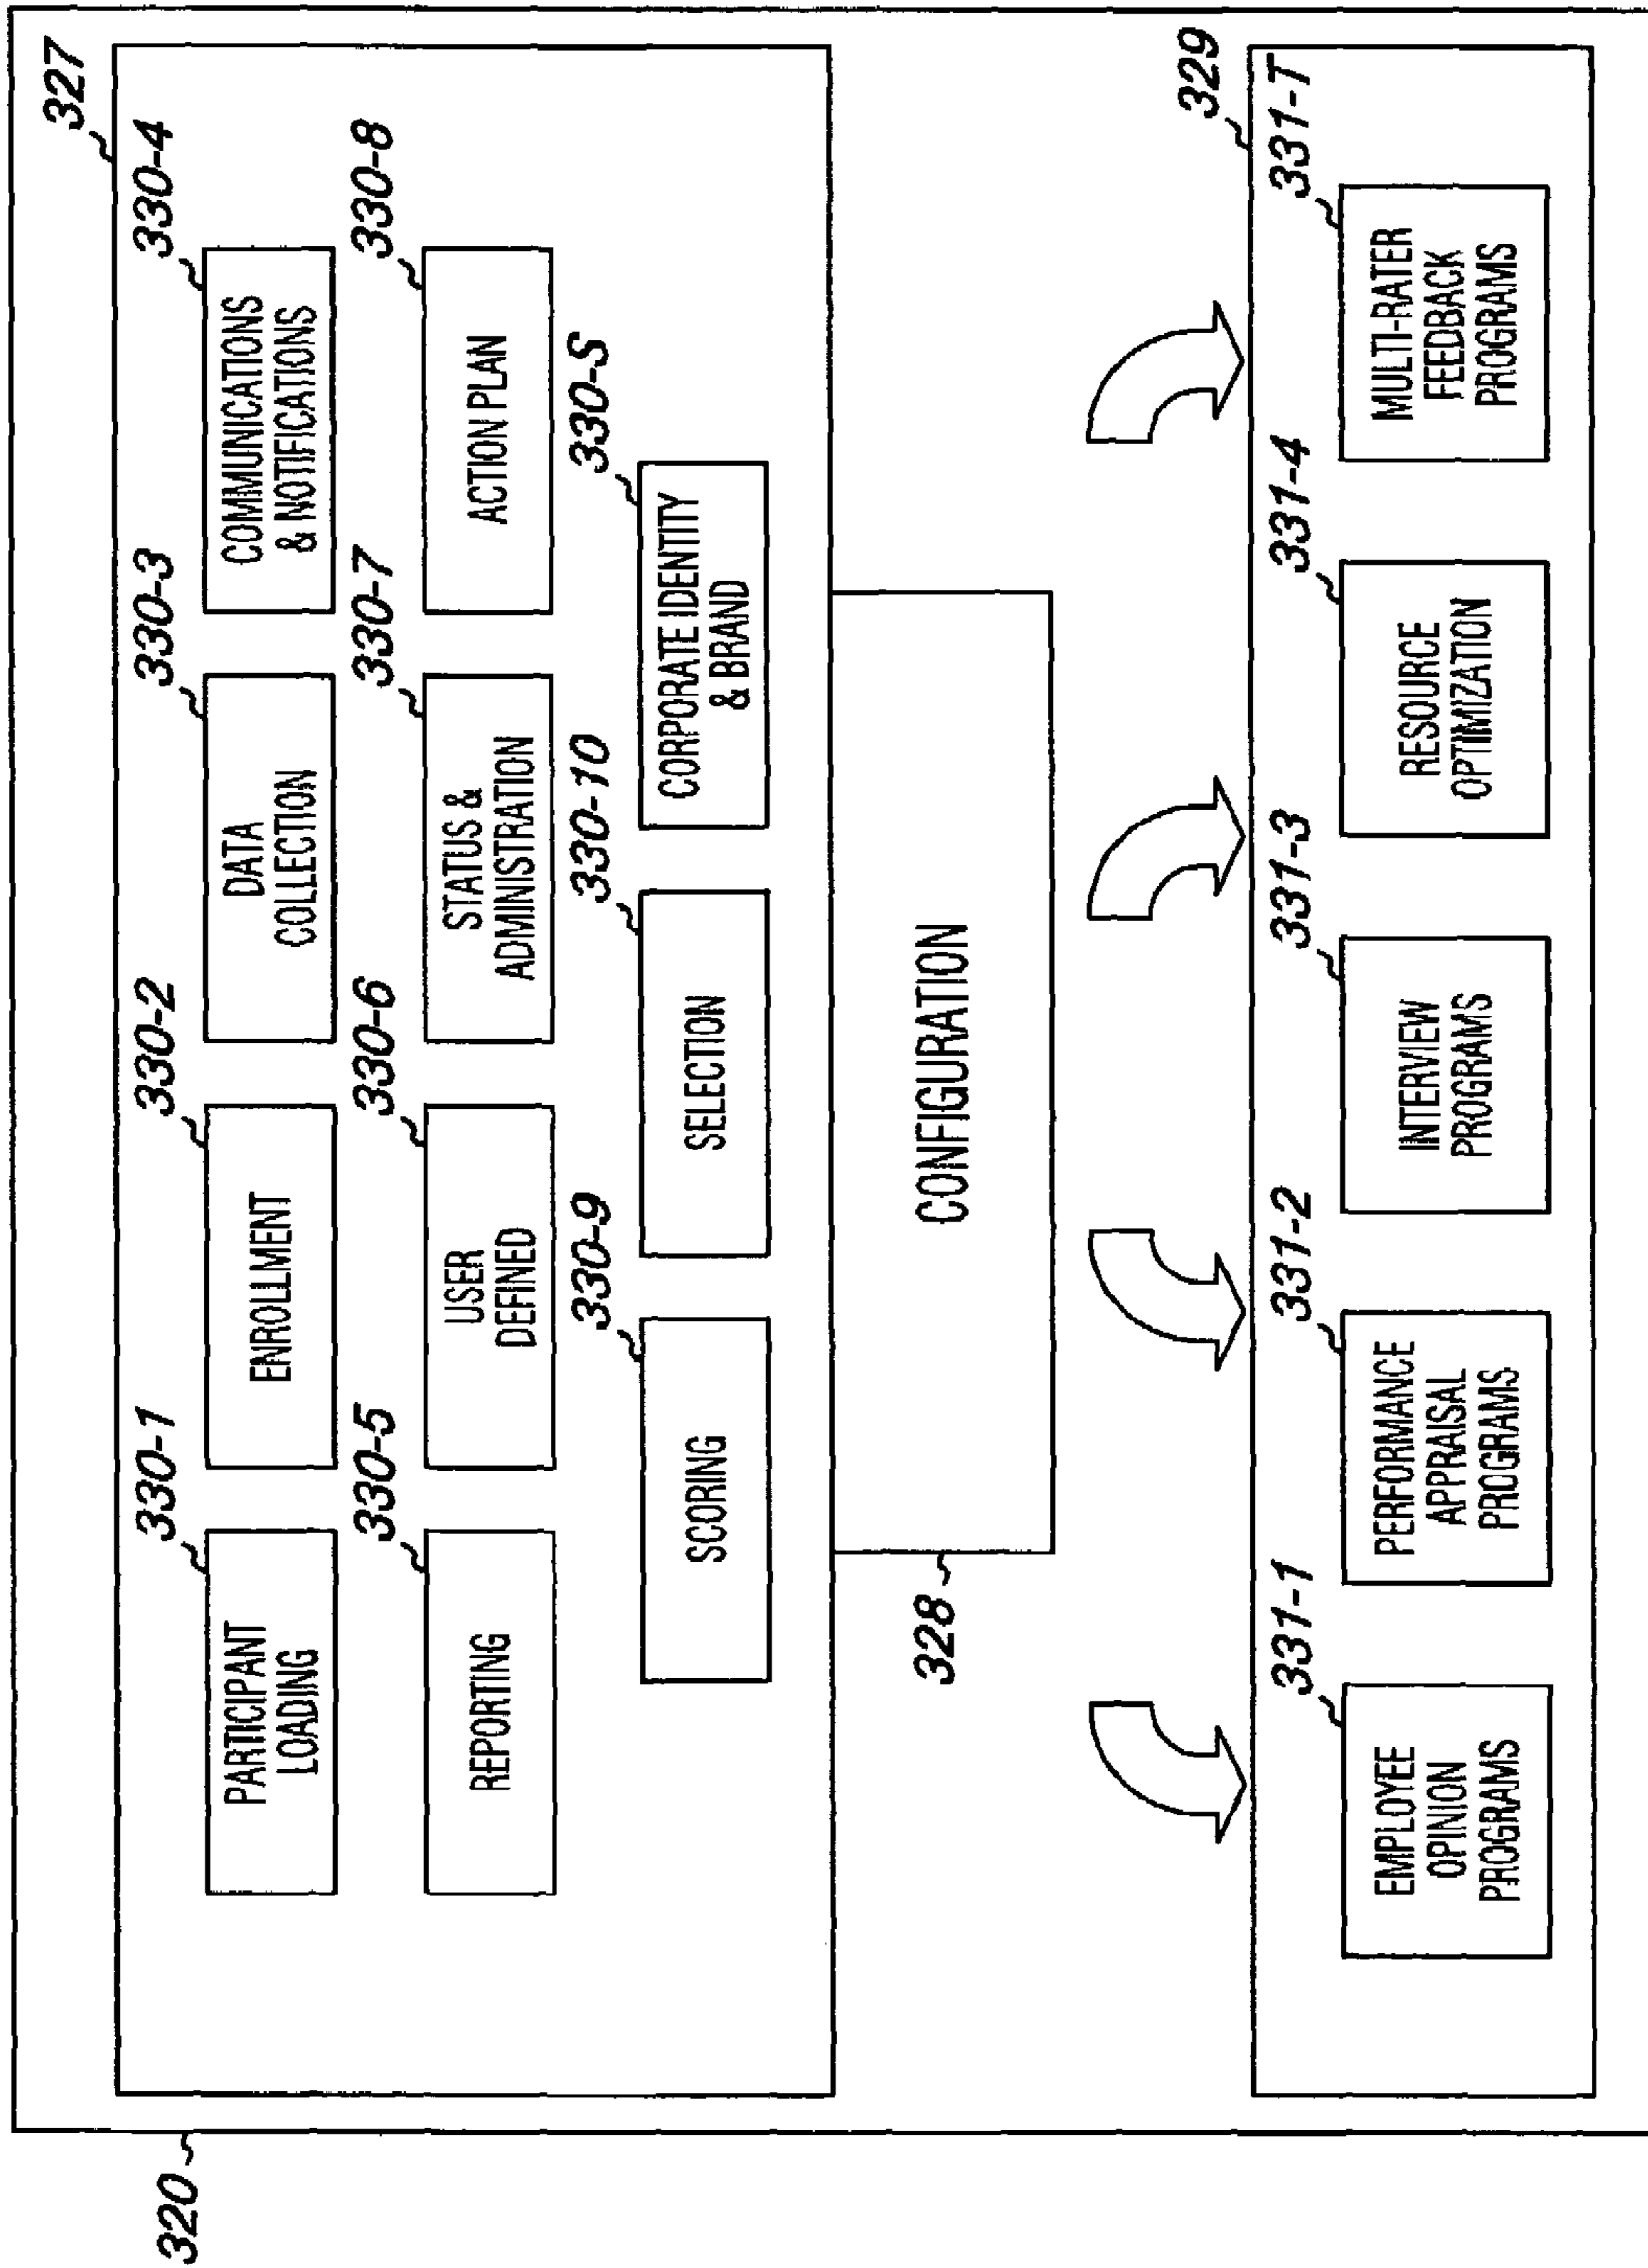 320
327
330-1
PARTICIPANT
LOADING
330-2
ENROLLMENT
330-3
DATA
COLLECTION
330-4
COMMUNICATIONS
& NOTIFICATIONS
330-5
REPORTING
330-6
USER
DEFINED
330-7
STATUS &
ADMINISTRATION
330-8
ACTION PLAN
330-9
SCORING
330-10
SELECTION
330-S
CORPORATE IDENTITY
& BRAND
328
CONFIGURATION
329
331-1
EMPLOYEE
OPINION
PROGRAMS
331-2
PERFORMANCE
APPRAISAL
PROGRAMS
331-3
INTERVIEW
PROGRAMS
331-4
RESOURCE
OPTIMIZATION
331-T
MULTI-RATER
FEEDBACK
PROGRAMS